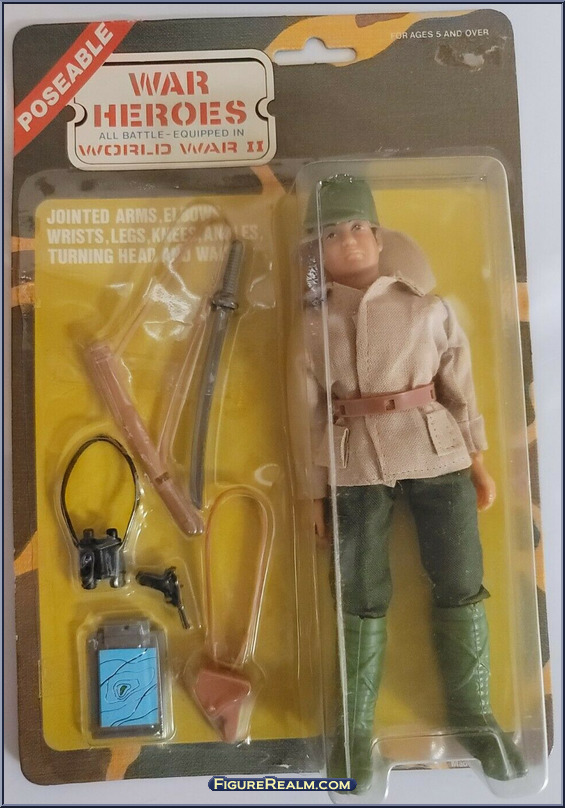 POSEABLE
FOR AGES 5 AND OVER
WAR
HEROES
ALL BATTLE-EQUIPPED IN
WORLD WAR II
JOINTED ARMS, ELBOWS,
WRISTS, LEGS, KNEES, ANKLES,
TURNING HEAD AND
FIGUREREALM.COM